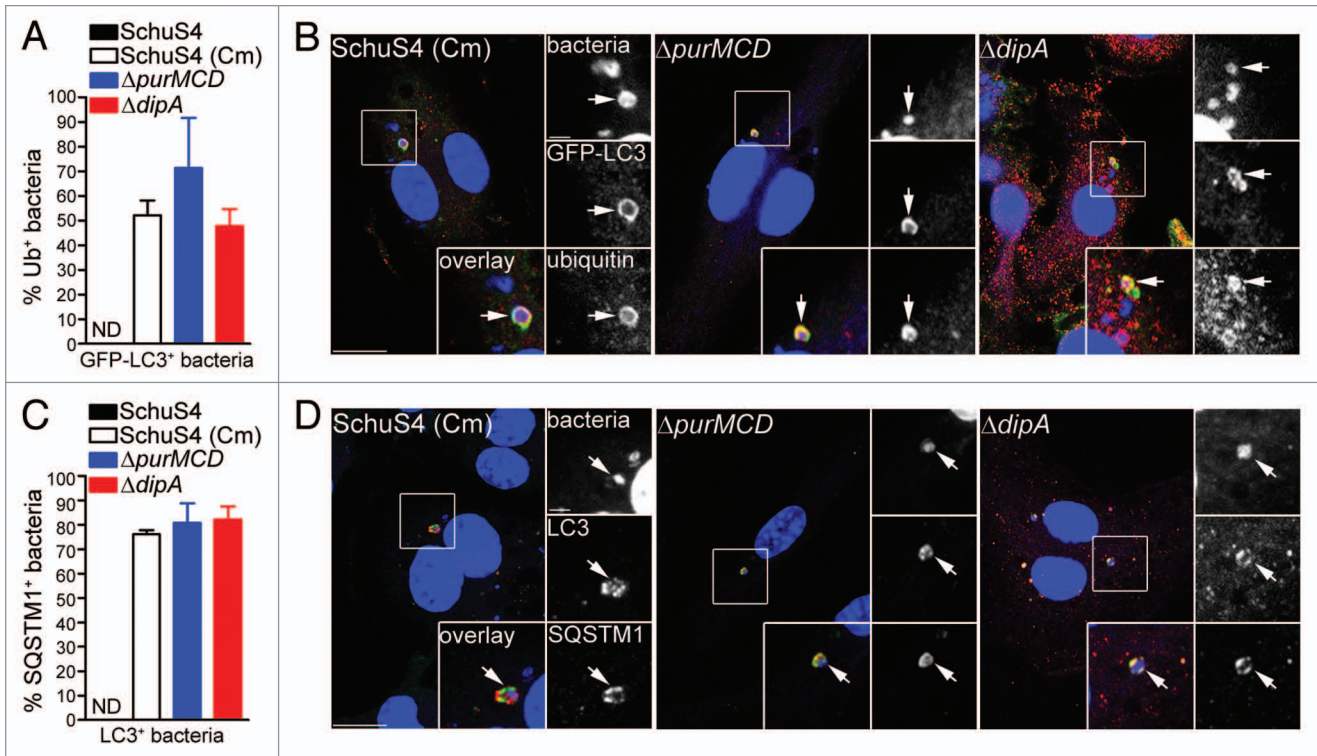 A
SchuS4
SchuS4 (Cm)
ΔpurMCD
ΔdipA
100
90
80
70
60
50
40
30
20
10
0
% Ub⁺ bacteria
ND
GFP-LC3⁺ bacteria
B
SchuS4 (Cm)
bacteria
GFP-LC3
ubiquitin
overlay
ΔpurMCD
ΔdipA
C
SchuS4
SchuS4 (Cm)
ΔpurMCD
ΔdipA
100
90
80
70
60
50
40
30
20
10
0
% SQSTM1⁺ bacteria
ND
LC3⁺ bacteria
D
SchuS4 (Cm)
bacteria
LC3
SQSTM1
overlay
ΔpurMCD
ΔdipA